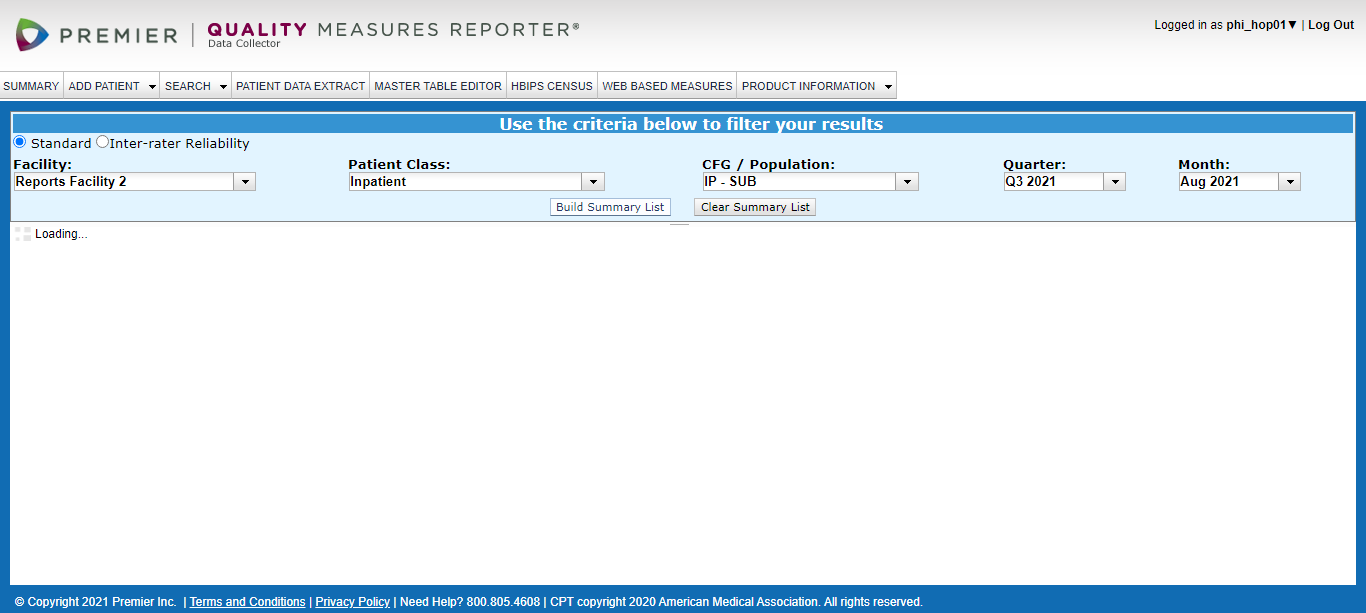 PREMIER | QUALITY MEASURES REPORTER®
Data Collector
Logged in as phi_hop01▼ | Log Out
SUMMARY ADD PATIENT SEARCH PATIENT DATA EXTRACT MASTER TABLE EDITOR HBIPS CENSUS WEB BASED MEASURES PRODUCT INFORMATION
Use the criteria below to filter your results
Standard Inter-rater Reliability
Facility: Patient Class: CFG / Population: Quarter: Month:
Reports Facility 2 Inpatient IP - SUB Q3 2021 Aug 2021
Build Summary List Clear Summary List
Loading...
© Copyright 2021 Premier Inc. | Terms and Conditions | Privacy Policy | Need Help? 800.805.4608 | CPT copyright 2020 American Medical Association. All rights reserved.